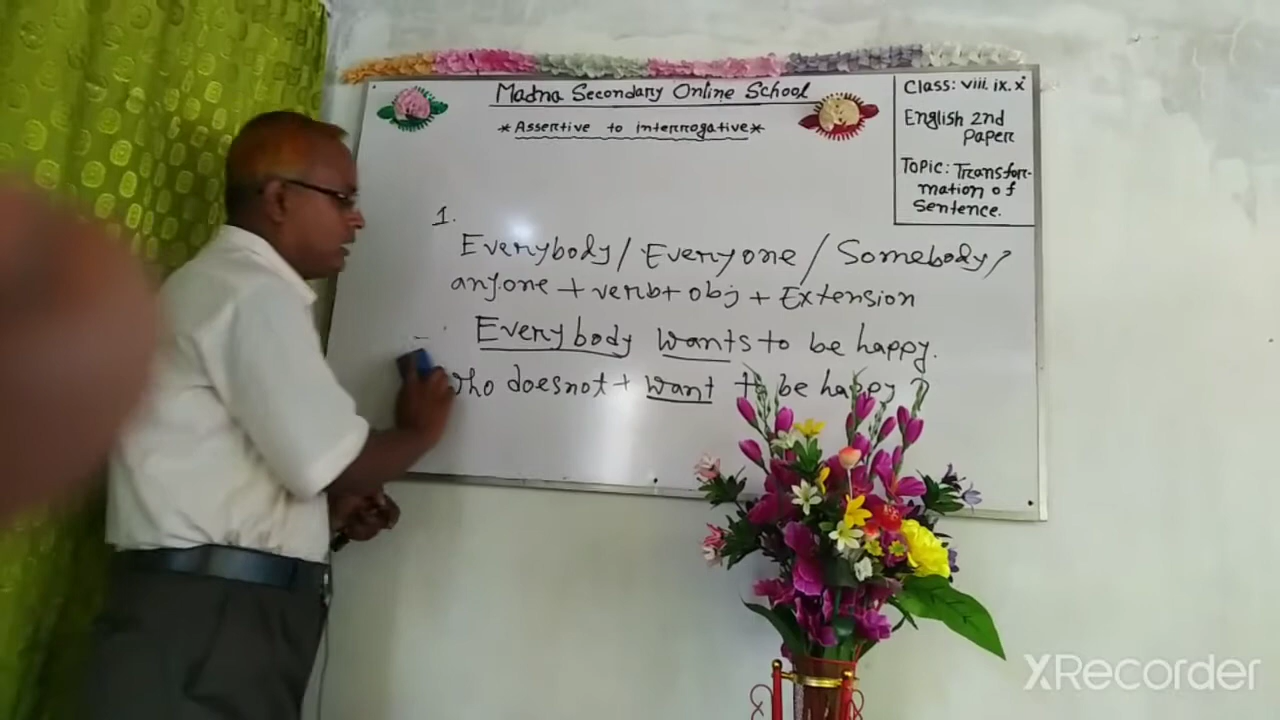 Madna Secondary Online School
*Assertive to interrogative*
Class: viii. ix. x
English 2nd
Paper
Topic: Transfor-
mation of
Sentence.
1.
Everybody/ Everyone / Somebody,
anyone + verb + obj + Extension
Everybody wants to be happy.
who doesnot + want to be happy?
XRecorder